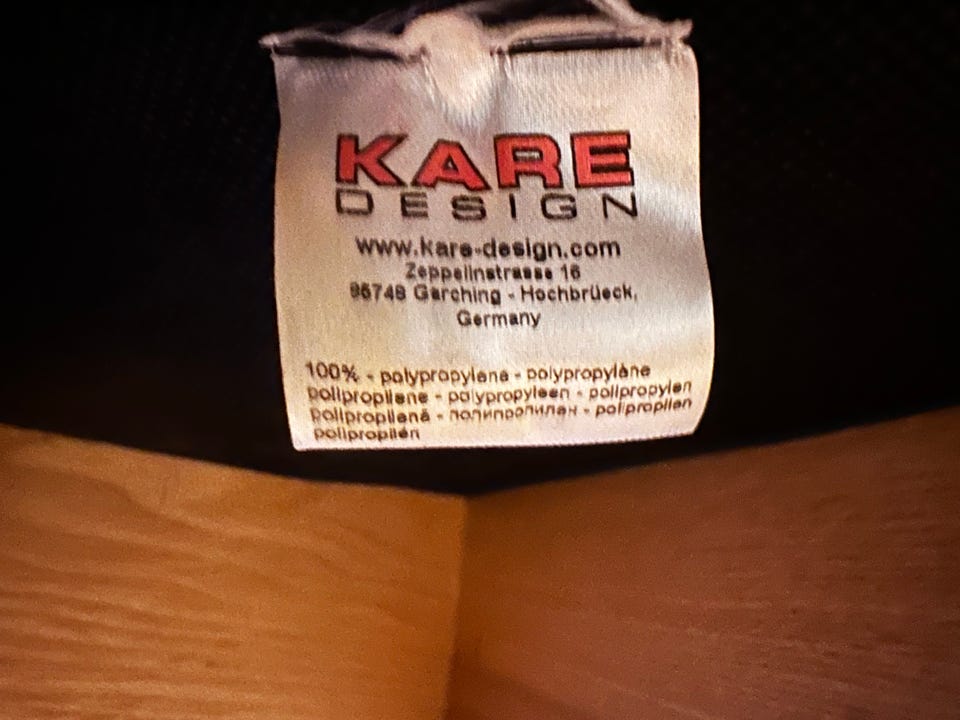 KARE
DESIGN
www.kare-design.com
Zeppelinstrasse 16
85748 Garching - Hochbrüeck,
Germany
100% - polypropylene - polypropylène
polipropilene - polypropyleen - polipropylen
polipropilenă - полипропилен - polipropilen
polipropilén